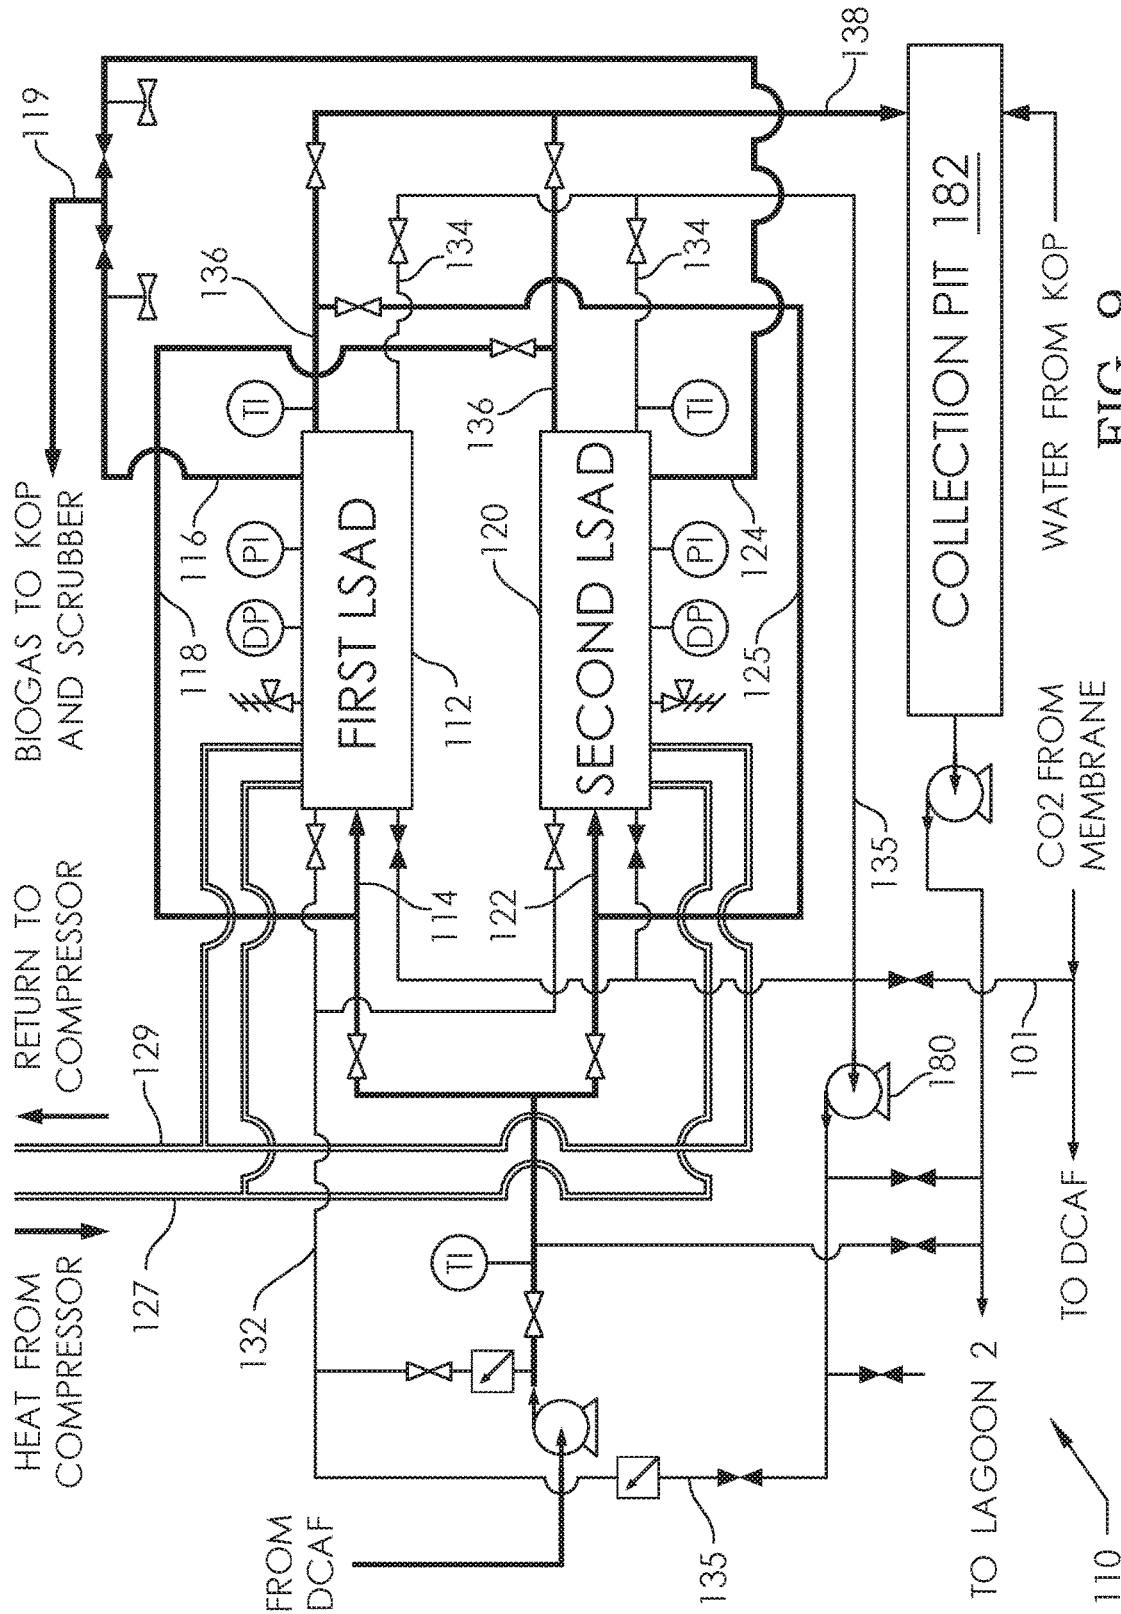 HEAT FROM
COMPRESSOR
RETURN TO
COMPRESSOR
BIOGAS TO KOP
AND SCRUBBER
119
127
129
118
116
136
132
DP
PI
TI
FROM
DCAF
FIRST LSAD
114
112
134
TI
122
120
136
SECOND LSAD
134
DP
PI
TI
135
125
124
135
138
180
COLLECTION PIT 182
TO LAGOON 2
101
CO2 FROM
MEMBRANE
WATER FROM KOP
TO DCAF
110
FIG.